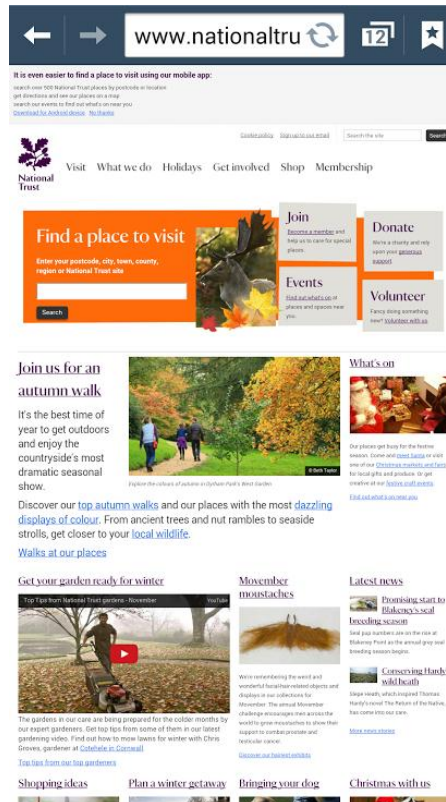 www.nationaltru
12
It is even easier to find a place to visit using our mobile app:
search over 500 National Trust places by postcode or location
get directions and see our places on a map
search our events to find out what's on near you
Download for Android device No thanks
Cookie policy Sign up to our email Search the site Search
National
Trust
Visit What we do Holidays Get involved Shop Membership
Find a place to visit
Enter your postcode, city, town, county,
region or National Trust site
Search
Join
Become a member and
help us to care for special
places.
Donate
We're a charity and rely
upon your generous
support.
Events
Find out what's on at
places and spaces near
you.
Volunteer
Fancy doing something
new? Volunteer with us.
Join us for an
autumn walk
It's the best time of
year to get outdoors
and enjoy the
countryside's most
dramatic seasonal
show.
© Beth Taylor
Explore the colours of autumn in Dyrham Park's West Garden
Discover our top autumn walks and our places with the most dazzling
displays of colour. From ancient trees and nut rambles to seaside
strolls, get closer to your local wildlife.
Walks at our places
What's on
Our places get busy for the festive
season. Come and meet Santa or visit
one of our Christmas markets and fairs
for local gifts and produce. Or get
creative at our festive craft events.
Find out what's on near you
Get your garden ready for winter
Top Tips from National Trust gardens - November YouTube
The gardens in our care are being prepared for the colder months by
our expert gardeners. Get top tips from some of them in our latest
gardening video. Find out how to mow lawns for winter with Chris
Groves, gardener at Cotehele in Cornwall
Top tips from our top gardeners
Movember
moustaches
We're remembering the weird and
wonderful facial-hair-related objects and
displays in our collections for
Movember. The annual Movember
challenge encourages men across the
world to grow moustaches to show their
support to combat prostate and
testicular cancer.
Discover our hairiest exhibits
Latest news
Promising start to
Blakeney's seal
breeding season
Seal pup numbers are on the rise at
Blakeney Point as the annual grey seal
breeding season begins.
Conserving Hardy
wild heath
Slepe Heath, which inspired Thomas
Hardy's novel The Return of the Native,
has come into our care.
More news stories
Shopping ideas Plan a winter getaway Bringing your dog Christmas with us